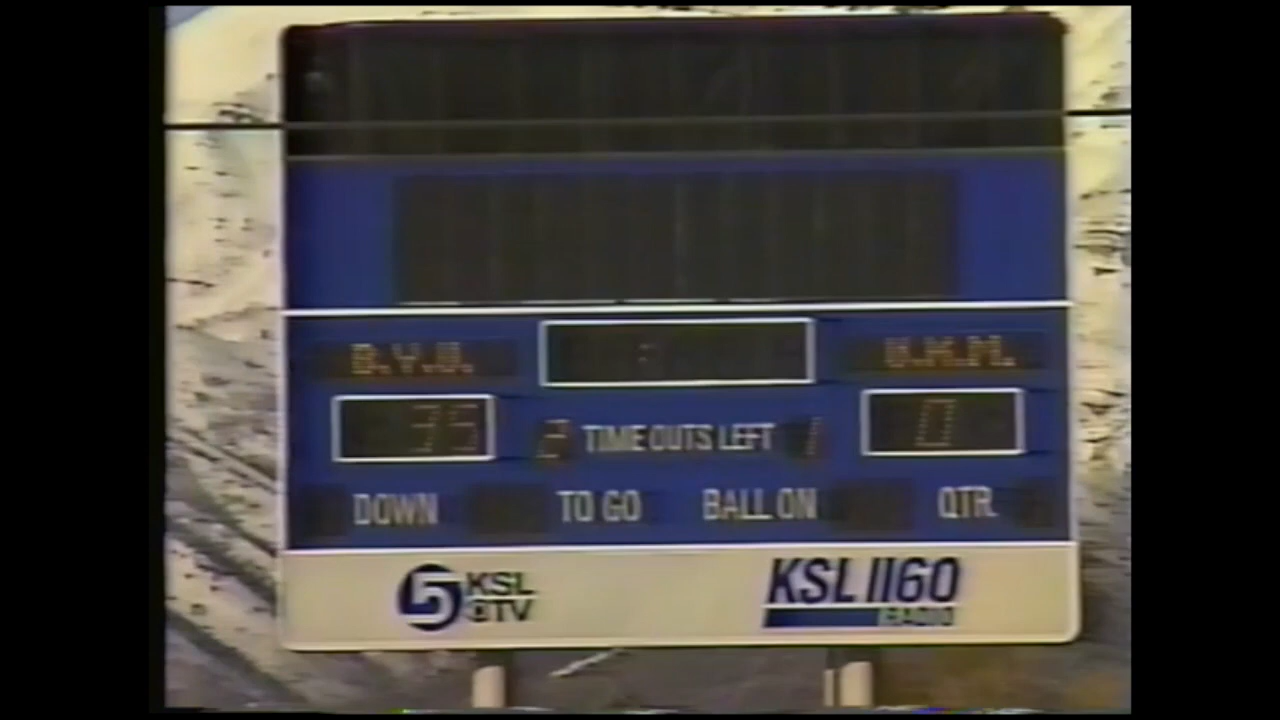 B.Y.U. U.N.M.
35 2 TIME OUTS LEFT 1 0
DOWN TO GO BALL ON QTR.
5 KSL TV KSL 1160
RADIO